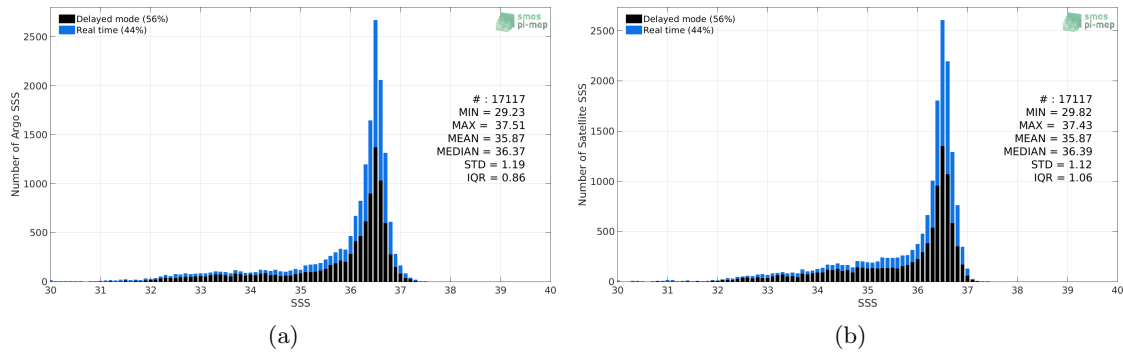 Delayed mode (56%)
Real time (44%)
smos
pi-mep
Number of Argo SSS
2500
2000
1500
1000
500
0
# : 17117
MIN = 29.23
MAX = 37.51
MEAN = 35.87
MEDIAN = 36.37
STD = 1.19
IQR = 0.86
30 31 32 33 34 35 36 37 38 39 40
SSS
(a)
Delayed mode (56%)
Real time (44%)
smos
pi-mep
Number of Satellite SSS
2500
2000
1500
1000
500
0
# : 17117
MIN = 29.82
MAX = 37.43
MEAN = 35.87
MEDIAN = 36.39
STD = 1.12
IQR = 1.06
30 31 32 33 34 35 36 37 38 39 40
SSS
(b)